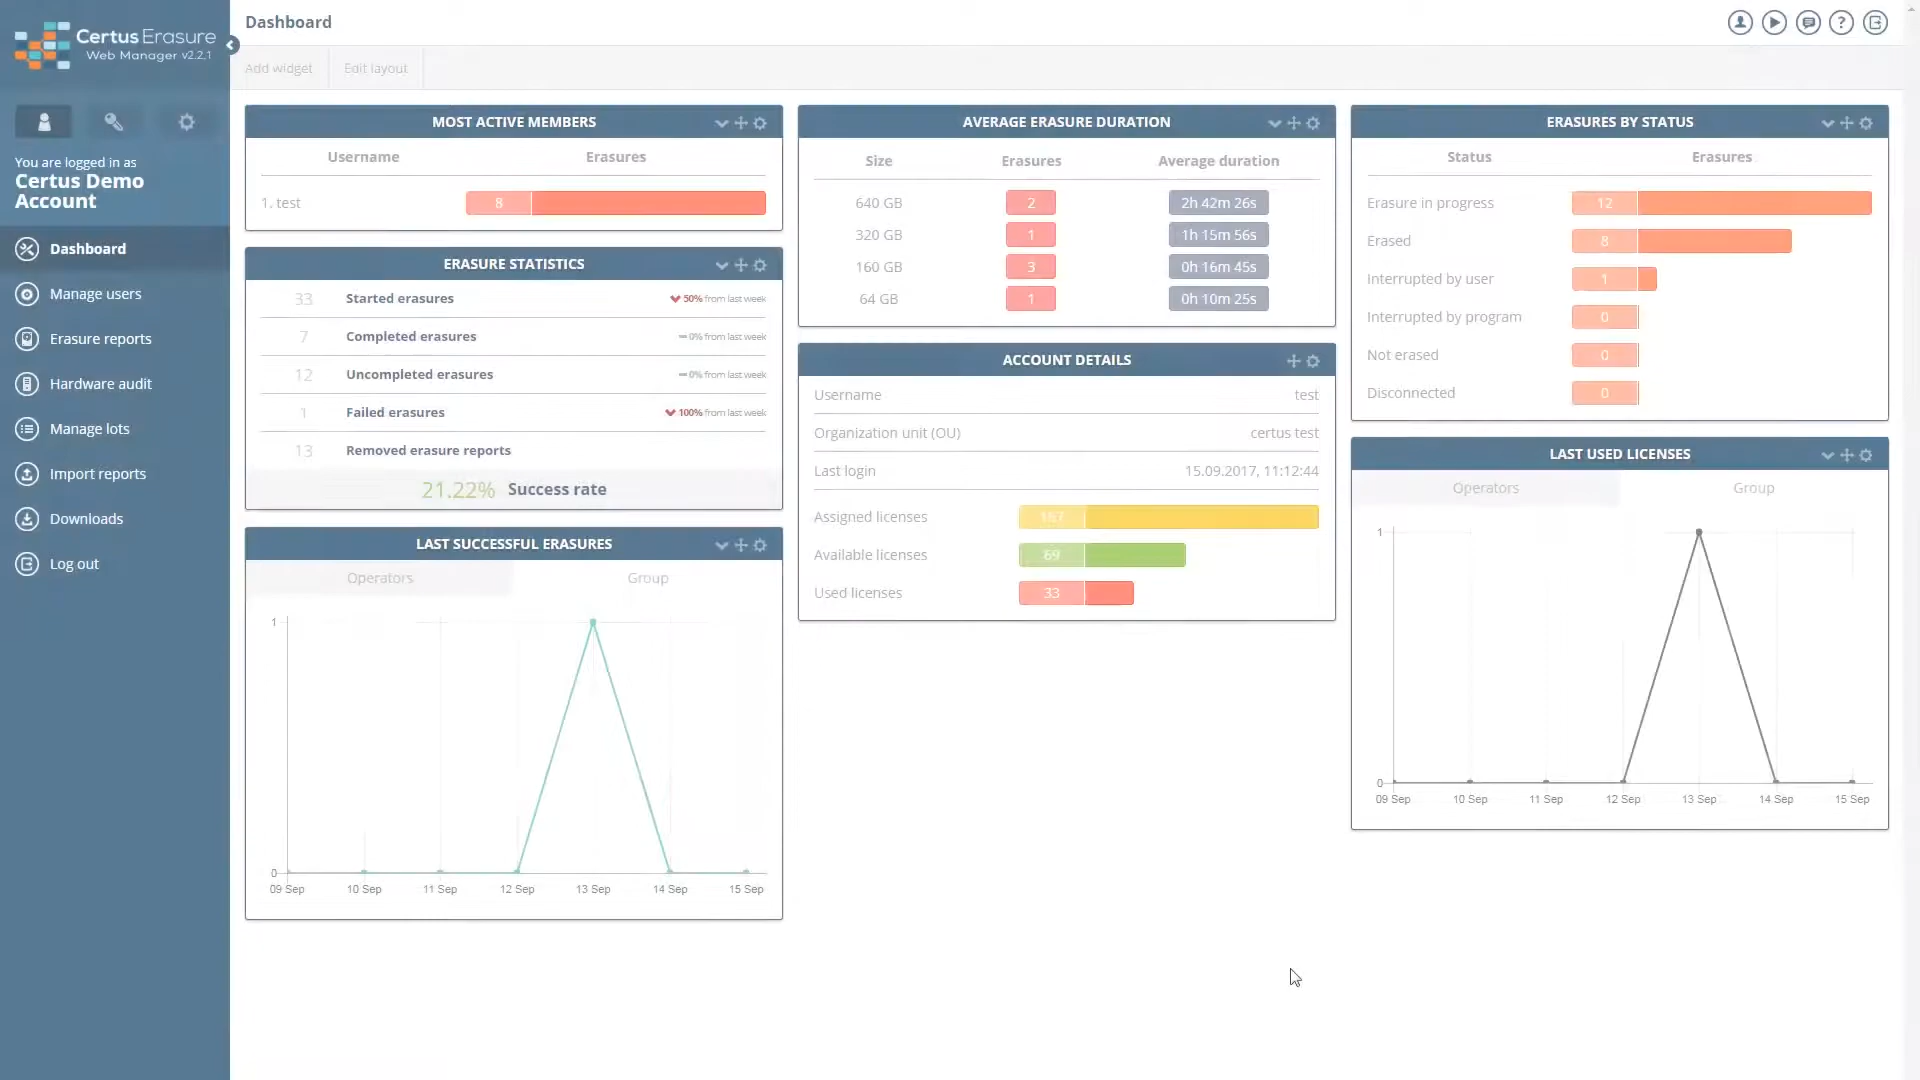 Certus Erasure
Web Manager v2.2.1
You are logged in as
Certus Demo
Account
Dashboard
Manage users
Erasure reports
Hardware audit
Manage lots
Import reports
Downloads
Log out
Dashboard
Add widget
Edit layout
MOST ACTIVE MEMBERS
Username Erasures
1. test 8
ERASURE STATISTICS
33 Started erasures 50% from last week
7 Completed erasures 0% from last week
12 Uncompleted erasures 0% from last week
1 Failed erasures 100% from last week
13 Removed erasure reports
21.22% Success rate
LAST SUCCESSFUL ERASURES
Operators Group
1
0
09 Sep 10 Sep 11 Sep 12 Sep 13 Sep 14 Sep 15 Sep
AVERAGE ERASURE DURATION
Size Erasures Average duration
640 GB 2 2h 42m 26s
320 GB 1 1h 15m 56s
160 GB 3 0h 16m 45s
64 GB 1 0h 10m 25s
ACCOUNT DETAILS
Username test
Organization unit (OU) certus test
Last login 15.09.2017, 11:12:44
Assigned licenses
Available licenses 69
Used licenses 33
ERASURES BY STATUS
Status Erasures
Erasure in progress 12
Erased 8
Interrupted by user 1
Interrupted by program 0
Not erased 0
Disconnected 0
LAST USED LICENSES
Operators Group
1
0
09 Sep 10 Sep 11 Sep 12 Sep 13 Sep 14 Sep 15 Sep